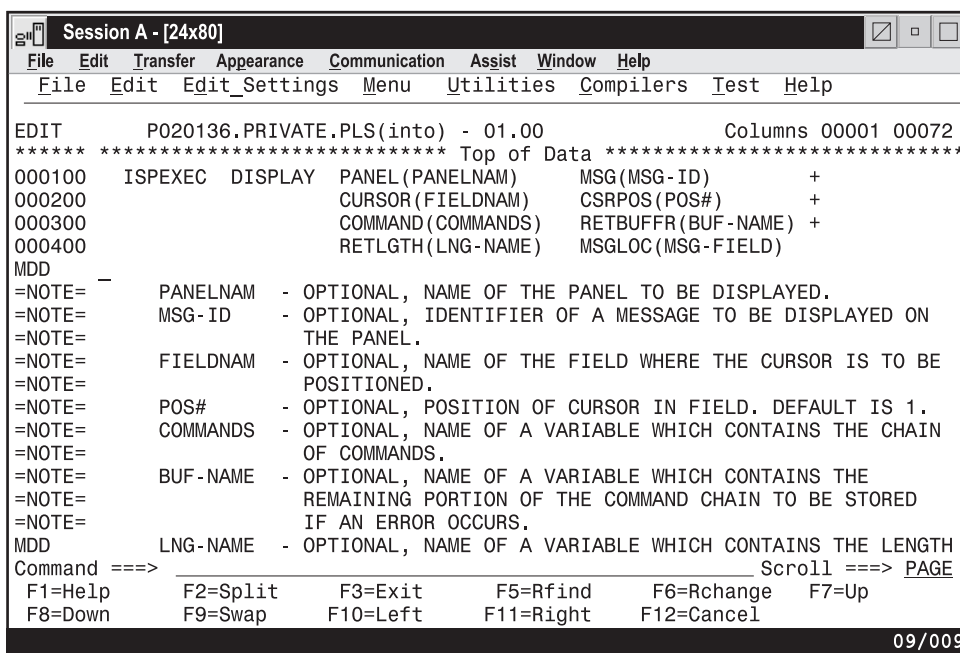 Session A - [24x80]
File Edit Transfer Appearance Communication Assist Window Help
File Edit Edit_Settings Menu Utilities Compilers Test Help
EDIT P020136.PRIVATE.PLS(into) - 01.00 Columns 00001 00072
****** ***************************** Top of Data ******************************
000100 ISPEXEC DISPLAY PANEL(PANELNAM) MSG(MSG-ID) +
000200 CURSOR(FIELDNAM) CSRPOS(POS#) +
000300 COMMAND(COMMANDS) RETBUFFR(BUF-NAME) +
000400 RETLGTH(LNG-NAME) MSGLOC(MSG-FIELD)
MDD _
=NOTE= PANELNAM - OPTIONAL, NAME OF THE PANEL TO BE DISPLAYED.
=NOTE= MSG-ID - OPTIONAL, IDENTIFIER OF A MESSAGE TO BE DISPLAYED ON
=NOTE= THE PANEL.
=NOTE= FIELDNAM - OPTIONAL, NAME OF THE FIELD WHERE THE CURSOR IS TO BE
=NOTE= POSITIONED.
=NOTE= POS# - OPTIONAL, POSITION OF CURSOR IN FIELD. DEFAULT IS 1.
=NOTE= COMMANDS - OPTIONAL, NAME OF A VARIABLE WHICH CONTAINS THE CHAIN
=NOTE= OF COMMANDS.
=NOTE= BUF-NAME - OPTIONAL, NAME OF A VARIABLE WHICH CONTAINS THE
=NOTE= REMAINING PORTION OF THE COMMAND CHAIN TO BE STORED
=NOTE= IF AN ERROR OCCURS.
MDD LNG-NAME - OPTIONAL, NAME OF A VARIABLE WHICH CONTAINS THE LENGTH
Command ===> Scroll ===> PAGE
F1=Help F2=Split F3=Exit F5=Rfind F6=Rchange F7=Up
F8=Down F9=Swap F10=Left F11=Right F12=Cancel
09/009